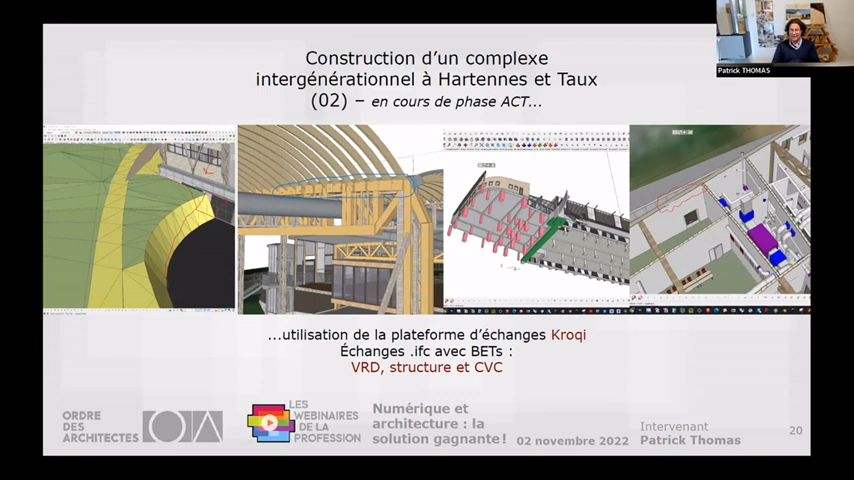 Patrick THOMAS
Construction d'un complexe
intergénérationnel à Hartennes et Taux
(02) – en cours de phase ACT...
...utilisation de la plateforme d'échanges Kroqi
Échanges .ifc avec BETs :
VRD, structure et CVC
ORDRE
DES
ARCHITECTES
LES
WEBINAIRES
DE LA
PROFESSION
Numérique et
architecture : la
solution gagnante !
02 novembre 2022
Intervenant
Patrick Thomas
20